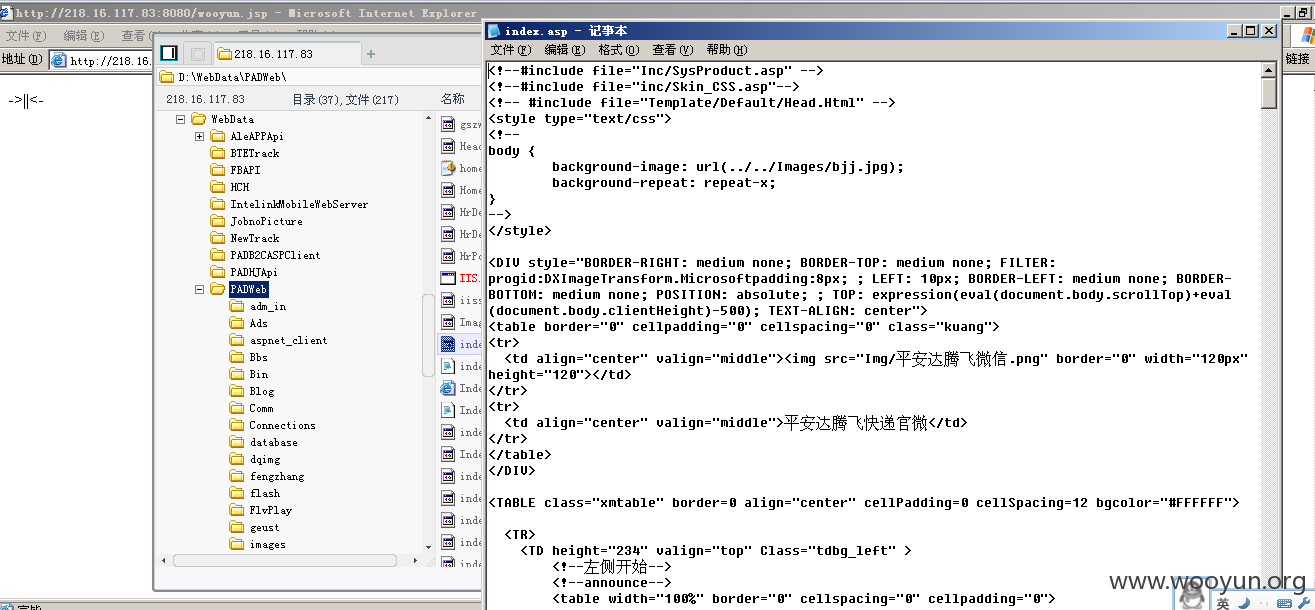 http://218.16.117.83:8080/wooyun.jsp - Microsoft Internet Explorer
文件(F) 编辑(E) 查看(V)
地址(D) http://218.16.
链接
->||<-
218.16.117.83 +
D:\WebData\PADWeb\
218.16.117.83 目录(37),文件(217) 名称
WebData
AleAPPApi
BTETrack
FBAPI
HCH
IntelinkMobileWebServer
JobnoPicture
NewTrack
PADB2CASPClient
PADHJApi
PADWeb
adm_in
Ads
aspnet_client
Bbs
Bin
Blog
Comm
Connections
database
dqimg
fengzhang
flash
FlvPlay
geust
images
gszw
Head
home
Home
HrDe
HrDe
HrPo
IIS.
iiss
Imag
inde
inde
Inde
Inde
inde
Inde
inde
inde
inde
inde
inde
index.asp - 记事本
文件(F) 编辑(E) 格式(O) 查看(V) 帮助(H)
<!--#include file="Inc/SysProduct.asp" -->
<!--#include file="inc/Skin_CSS.asp"-->
<!-- #include file="Template/Default/Head.Html" -->
<style type="text/css">
<!--
body {
background-image: url(../../Images/bjj.jpg);
background-repeat: repeat-x;
}
-->
</style>
<DIV style="BORDER-RIGHT: medium none; BORDER-TOP: medium none; FILTER:
progid:DXImageTransform.Microsoftpadding:8px; ; LEFT: 10px; BORDER-LEFT: medium none; BORDER-
BOTTOM: medium none; POSITION: absolute; ; TOP: expression(eval(document.body.scrollTop)+eval
(document.body.clientHeight)-500); TEXT-ALIGN: center">
<table border="0" cellpadding="0" cellspacing="0" class="kuang">
<tr>
<td align="center" valign="middle"><img src="Img/平安达腾飞微信.png" border="0" width="120px"
height="120"></td>
</tr>
<tr>
<td align="center" valign="middle">平安达腾飞快递官微</td>
</tr>
</table>
</DIV>
<TABLE class="xmtable" border=0 align="center" cellPadding=0 cellSpacing=12 bgcolor="#FFFFFF">
<TR>
<TD height="234" valign="top" Class="tdbg_left" >
<!--左侧开始-->
<!--announce-->
<table width="100%" border="0" cellspacing="0" cellpadding="0">
www.wooyun.org
完毕
英